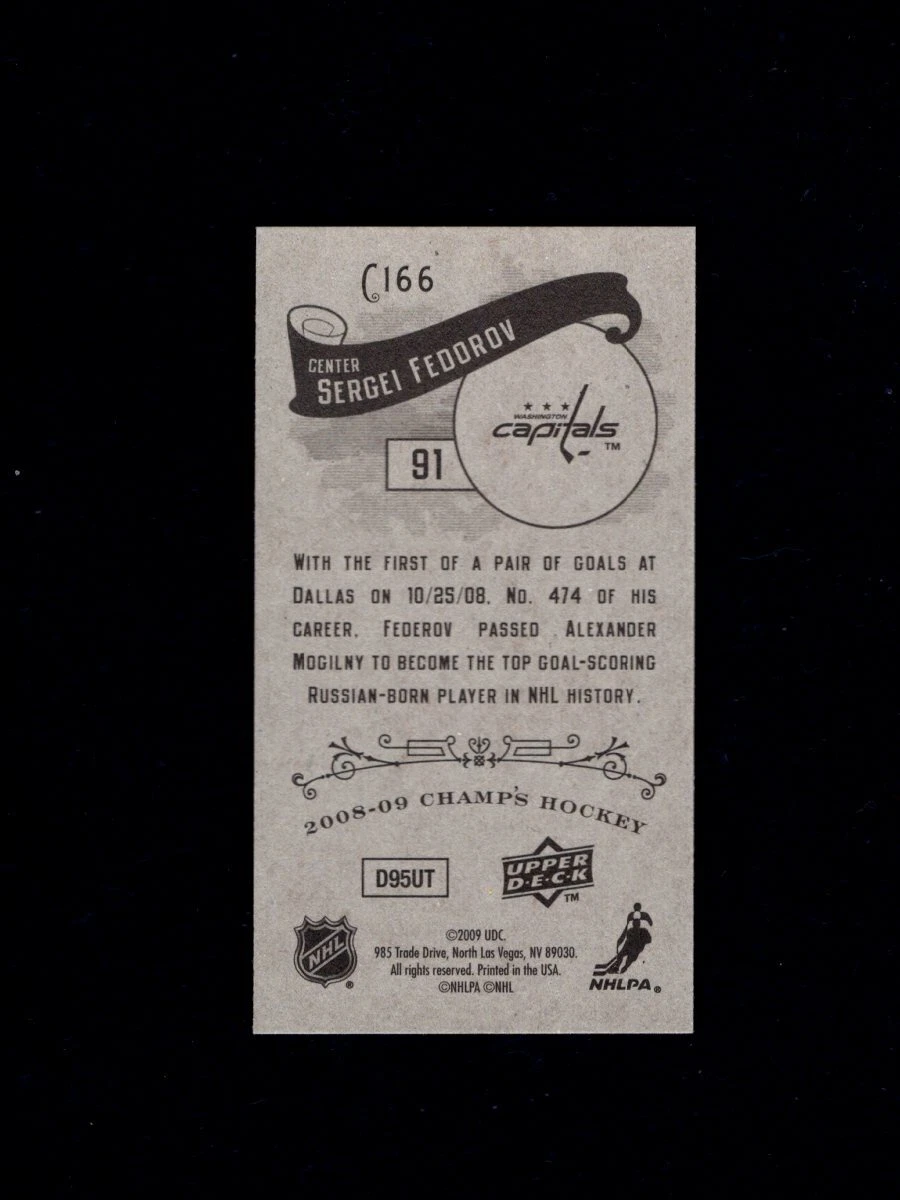 C166
CENTER
SERGEI FEDOROV
WASHINGTON
capitals
TM
91
WITH THE FIRST OF A PAIR OF GOALS AT
DALLAS ON 10/25/08, NO. 474 OF HIS
CAREER, FEDEROV PASSED ALEXANDER
MOGILNY TO BECOME THE TOP GOAL-SCORING
RUSSIAN-BORN PLAYER IN NHL HISTORY.
2008-09 CHAMP'S HOCKEY
D95UT
UPPER
D·E·C·K
TM
NHL
®
©2009 UDC.
985 Trade Drive, North Las Vegas, NV 89030.
All rights reserved. Printed in the USA.
©NHLPA ©NHL
NHLPA®